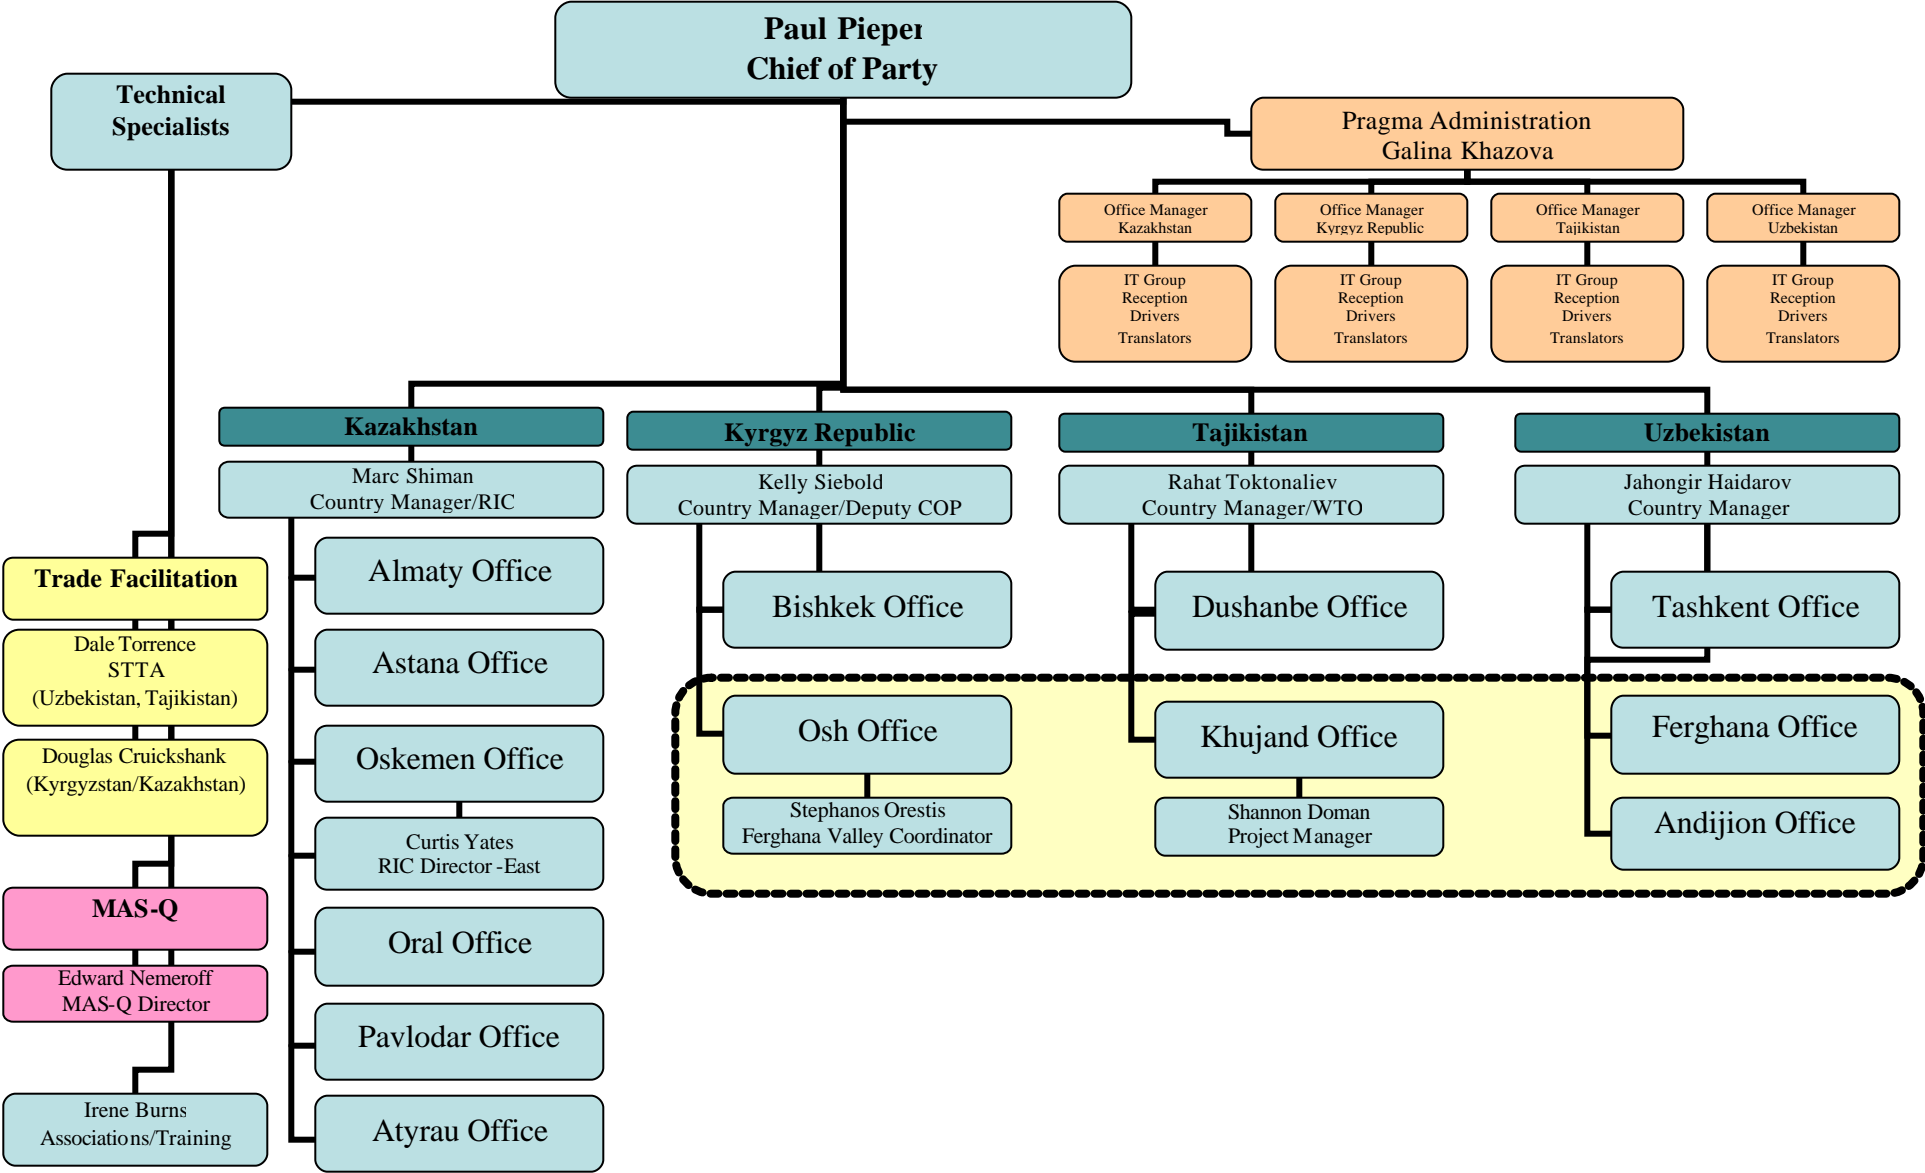 Paul Pieper
Chief of Party
Technical
Specialists
Pragma Administration
Galina Khazova
Office Manager
Kazakhstan
Office Manager
Kyrgyz Republic
Office Manager
Tajikistan
Office Manager
Uzbekistan
IT Group
Reception
Drivers
Translators
IT Group
Reception
Drivers
Translators
IT Group
Reception
Drivers
Translators
IT Group
Reception
Drivers
Translators
Kazakhstan
Marc Shiman
Country Manager/RIC
Almaty Office
Astana Office
Oskemen Office
Curtis Yates
RIC Director -East
Oral Office
Pavlodar Office
Atyrau Office
Kyrgyz Republic
Kelly Siebold
Country Manager/Deputy COP
Bishkek Office
Osh Office
Stephanos Orestis
Ferghana Valley Coordinator
Tajikistan
Rahat Toktonaliev
Country Manager/WTO
Dushanbe Office
Khujand Office
Shannon Doman
Project Manager
Uzbekistan
Jahongir Haidarov
Country Manager
Tashkent Office
Ferghana Office
Andijion Office
Trade Facilitation
Dale Torrence
STTA
(Uzbekistan, Tajikistan)
Douglas Cruickshank
(Kyrgyzstan/Kazakhstan)
MAS-Q
Edward Nemeroff
MAS-Q Director
Irene Burns
Associations/Training